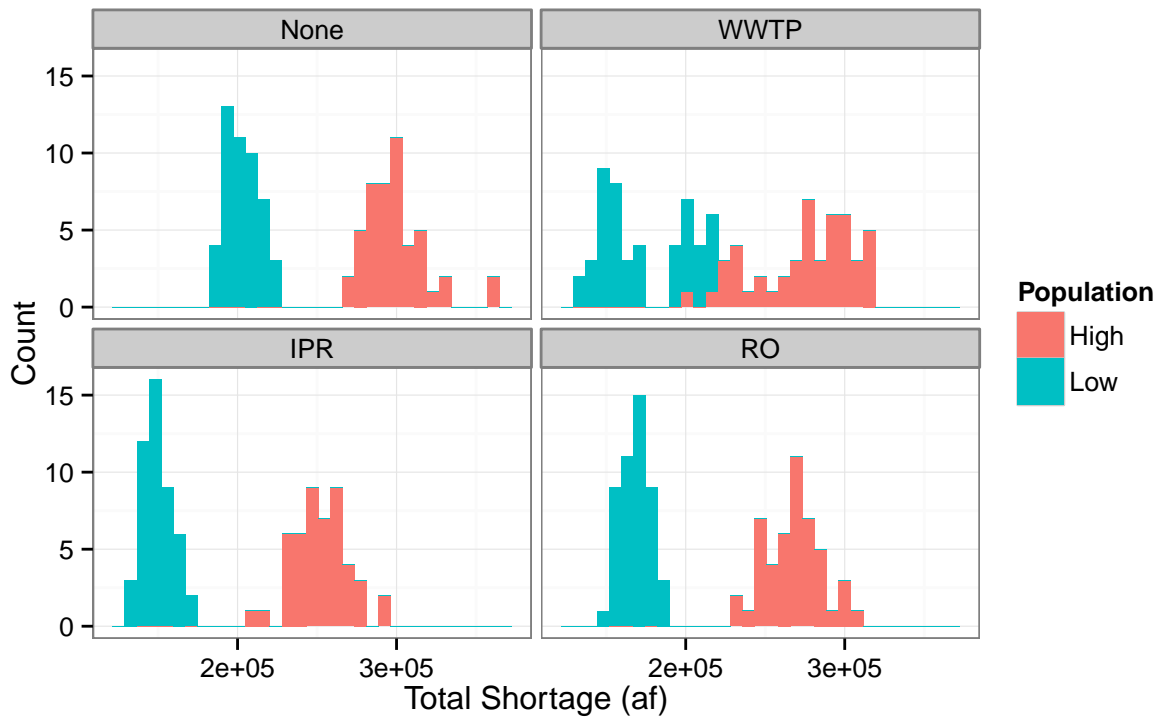 None
WWTP
15
10
5
0
IPR
RO
15
10
5
0
Count
2e+05
3e+05
2e+05
3e+05
Total Shortage (af)
Population
High
Low